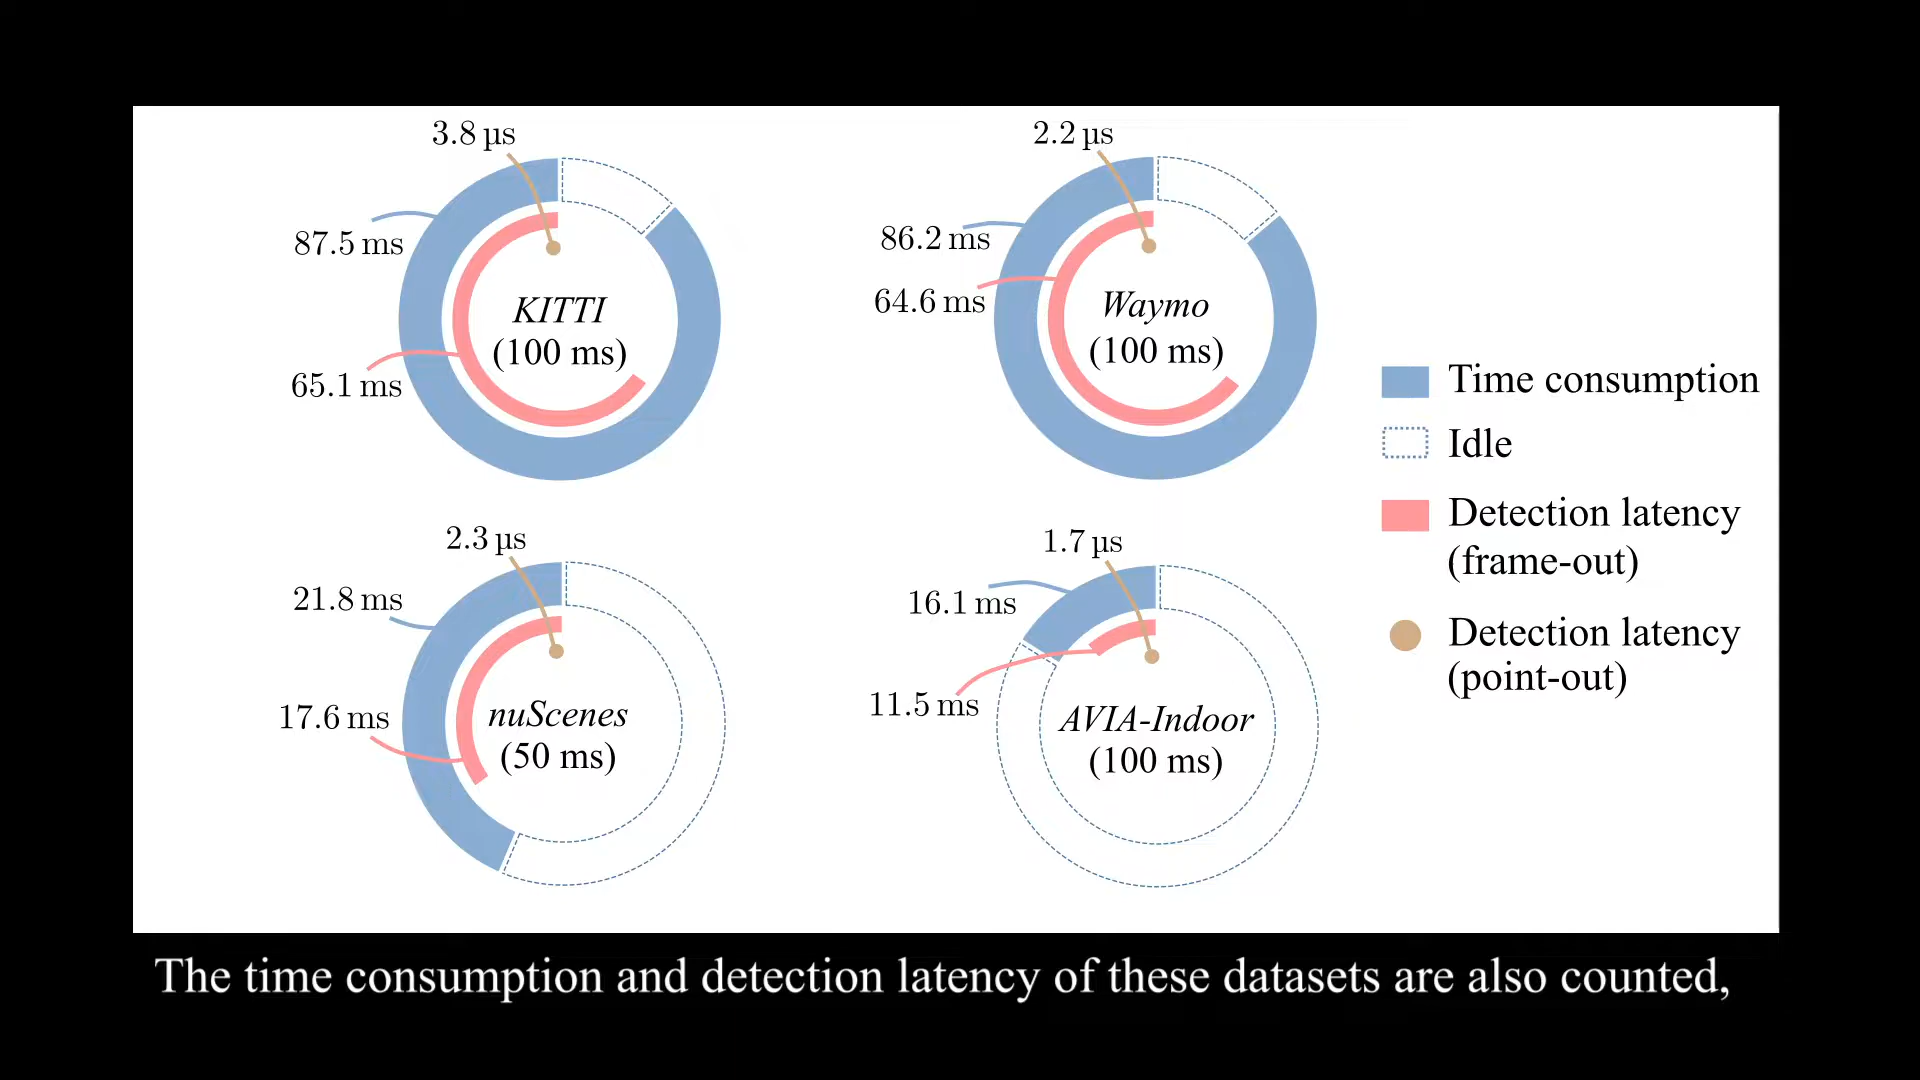 3.8 µs
87.5 ms
65.1 ms
KITTI
(100 ms)
2.2 µs
86.2 ms
64.6 ms
Waymo
(100 ms)
2.3 µs
21.8 ms
17.6 ms
nuScenes
(50 ms)
1.7 µs
16.1 ms
11.5 ms
AVIA-Indoor
(100 ms)
Time consumption
Idle
Detection latency
(frame-out)
Detection latency
(point-out)
The time consumption and detection latency of these datasets are also counted,